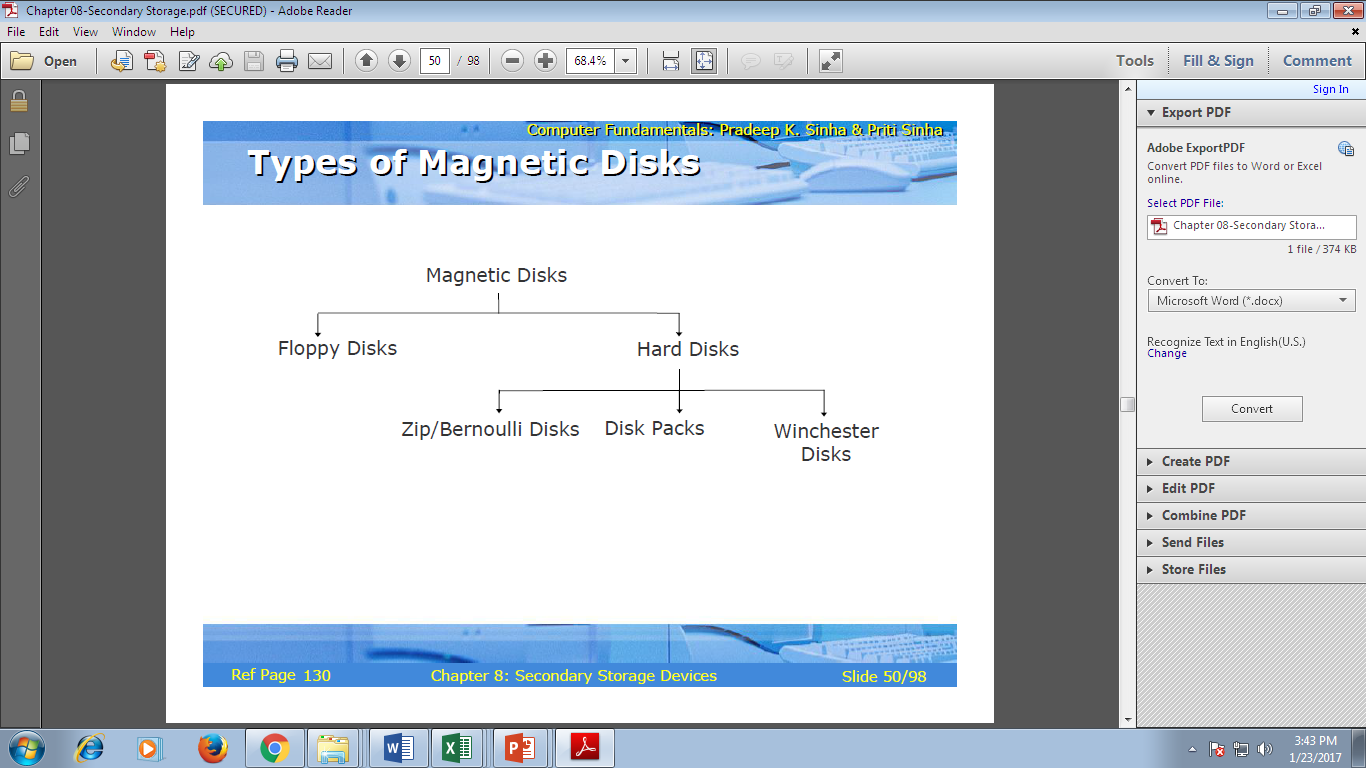 Chapter 08-Secondary Storage.pdf (SECURED) - Adobe Reader
File Edit View Window Help
Open 50 / 98 68.4% Tools Fill & Sign Comment
Sign In
Computer Fundamentals: Pradeep K. Sinha & Priti Sinha
Types of Magnetic Disks
Magnetic Disks
Floppy Disks Hard Disks
Zip/Bernoulli Disks Disk Packs Winchester
Disks
Ref Page 130 Chapter 8: Secondary Storage Devices Slide 50/98
Export PDF
Adobe ExportPDF
Convert PDF files to Word or Excel
online.
Select PDF File:
Chapter 08-Secondary Stora...
1 file / 374 KB
Convert To:
Microsoft Word (*.docx)
Recognize Text in English(U.S.)
Change
Convert
Create PDF
Edit PDF
Combine PDF
Send Files
Store Files
3:43 PM
1/23/2017